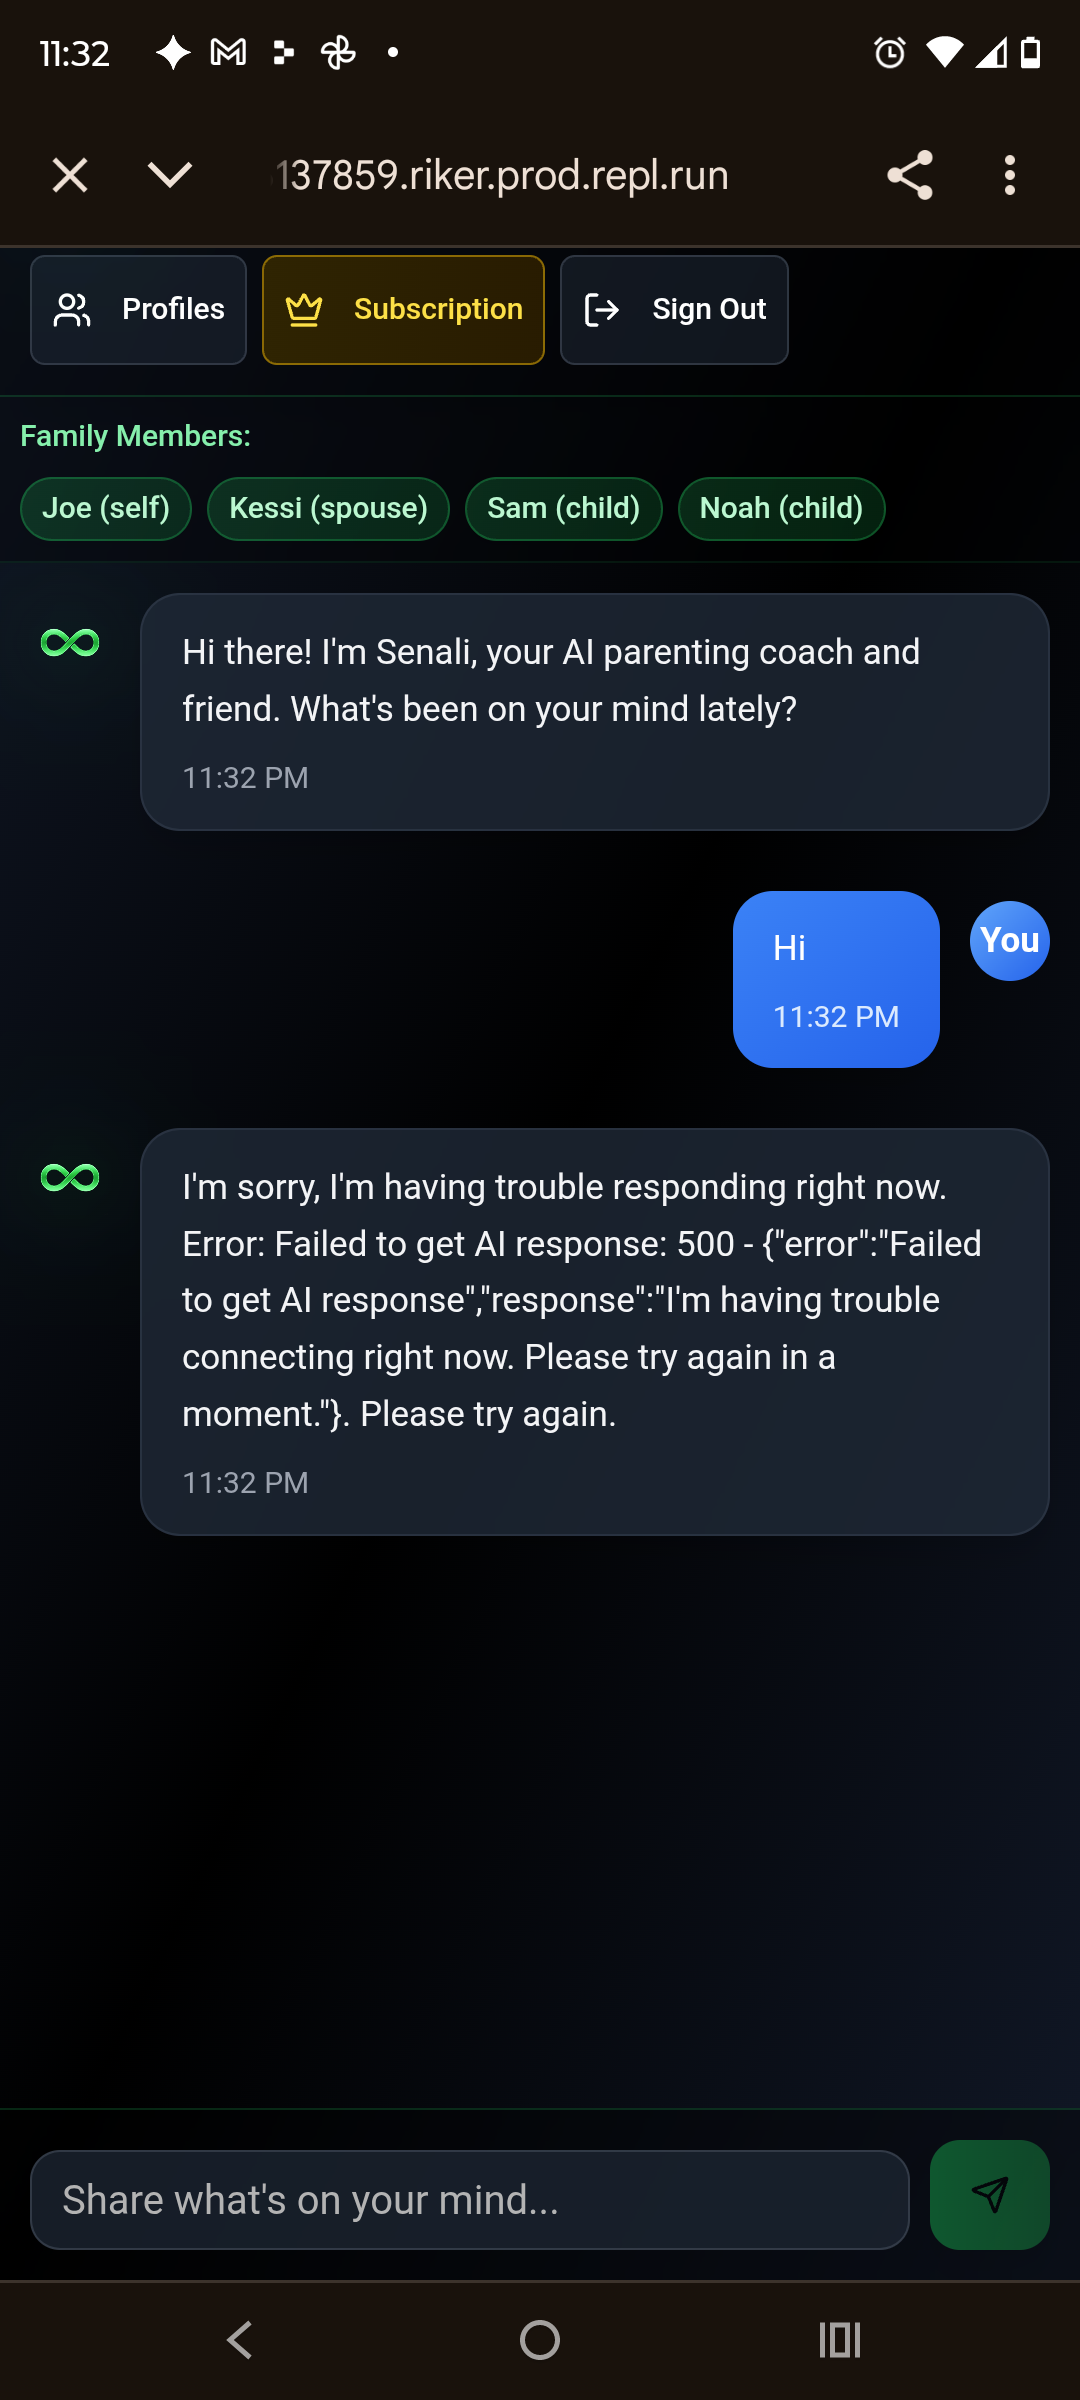 11:32
137859.riker.prod.repl.run
Profiles
Subscription
Sign Out
Family Members:
Joe (self)
Kessi (spouse)
Sam (child)
Noah (child)
Hi there! I'm Senali, your AI parenting coach and
friend. What's been on your mind lately?
11:32 PM
Hi
11:32 PM
You
I'm sorry, I'm having trouble responding right now.
Error: Failed to get AI response: 500 - {"error":"Failed
to get AI response","response":"I'm having trouble
connecting right now. Please try again in a
moment."}. Please try again.
11:32 PM
Share what's on your mind...